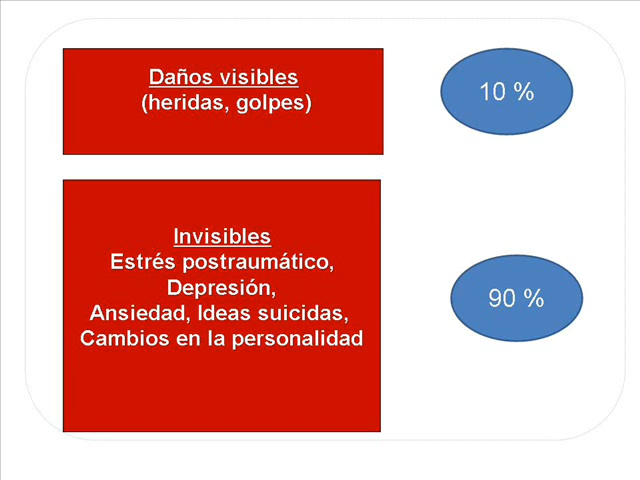 Daños visibles
(heridas, golpes)
10 %
Invisibles
Estrés postraumático,
Depresión,
Ansiedad, Ideas suicidas,
Cambios en la personalidad
90 %